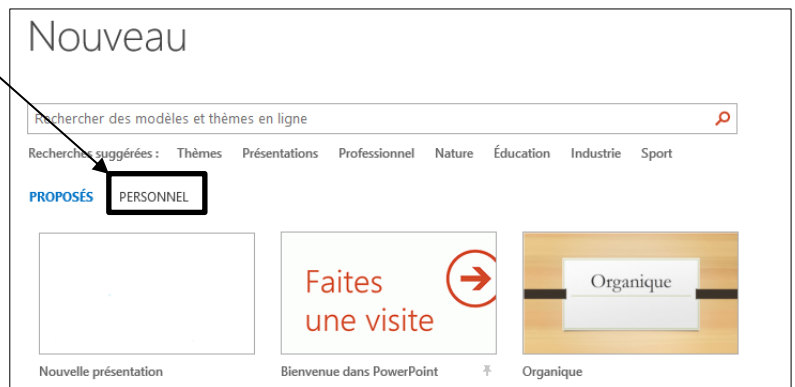 Nouveau
Rechercher des modèles et thèmes en ligne
Recherches suggérées : Thèmes Présentations Professionnel Nature Éducation Industrie Sport
PROPOSÉS PERSONNEL
Faites
une visite
Organique
Nouvelle présentation Bienvenue dans PowerPoint Organique